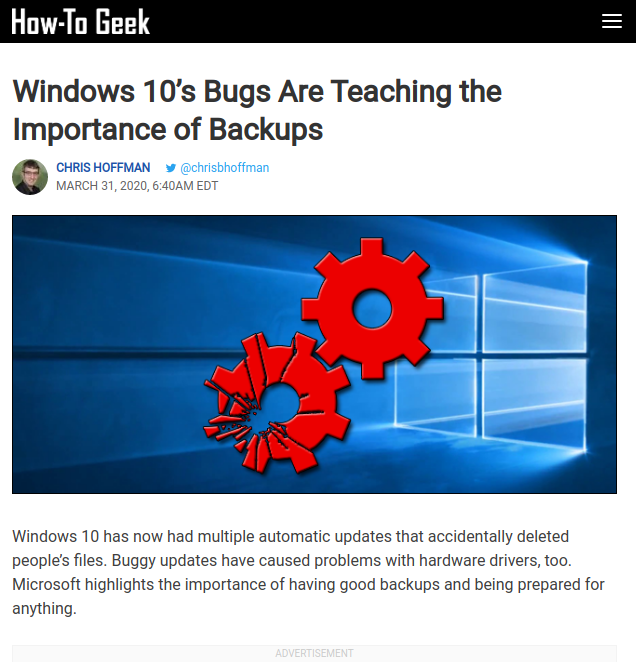 How-To Geek
Windows 10’s Bugs Are Teaching the
Importance of Backups
CHRIS HOFFMAN @chrisbhoffman
MARCH 31, 2020, 6:40AM EDT
Windows 10 has now had multiple automatic updates that accidentally deleted
people’s files. Buggy updates have caused problems with hardware drivers, too.
Microsoft highlights the importance of having good backups and being prepared for
anything.
ADVERTISEMENT